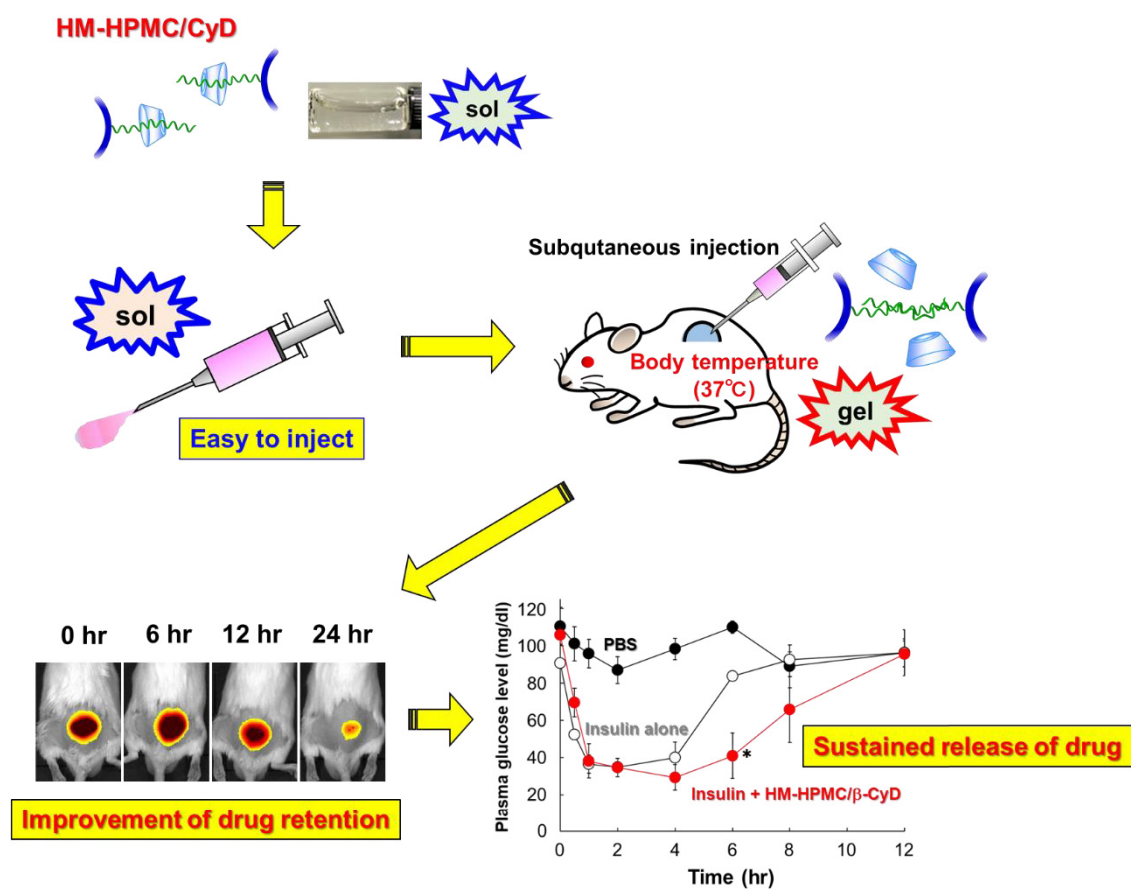 HM-HPMC/CyD
sol
sol
Easy to inject
Subqutaneous injection
Body temperature
(37℃)
gel
0 hr 6 hr 12 hr 24 hr
Improvement of drug retention
Plasma glucose level (mg/dl)
120
100
80
60
40
20
0
PBS
Insulin alone
*
Insulin + HM-HPMC/β-CyD
Sustained release of drug
0 2 4 6 8 10 12
Time (hr)